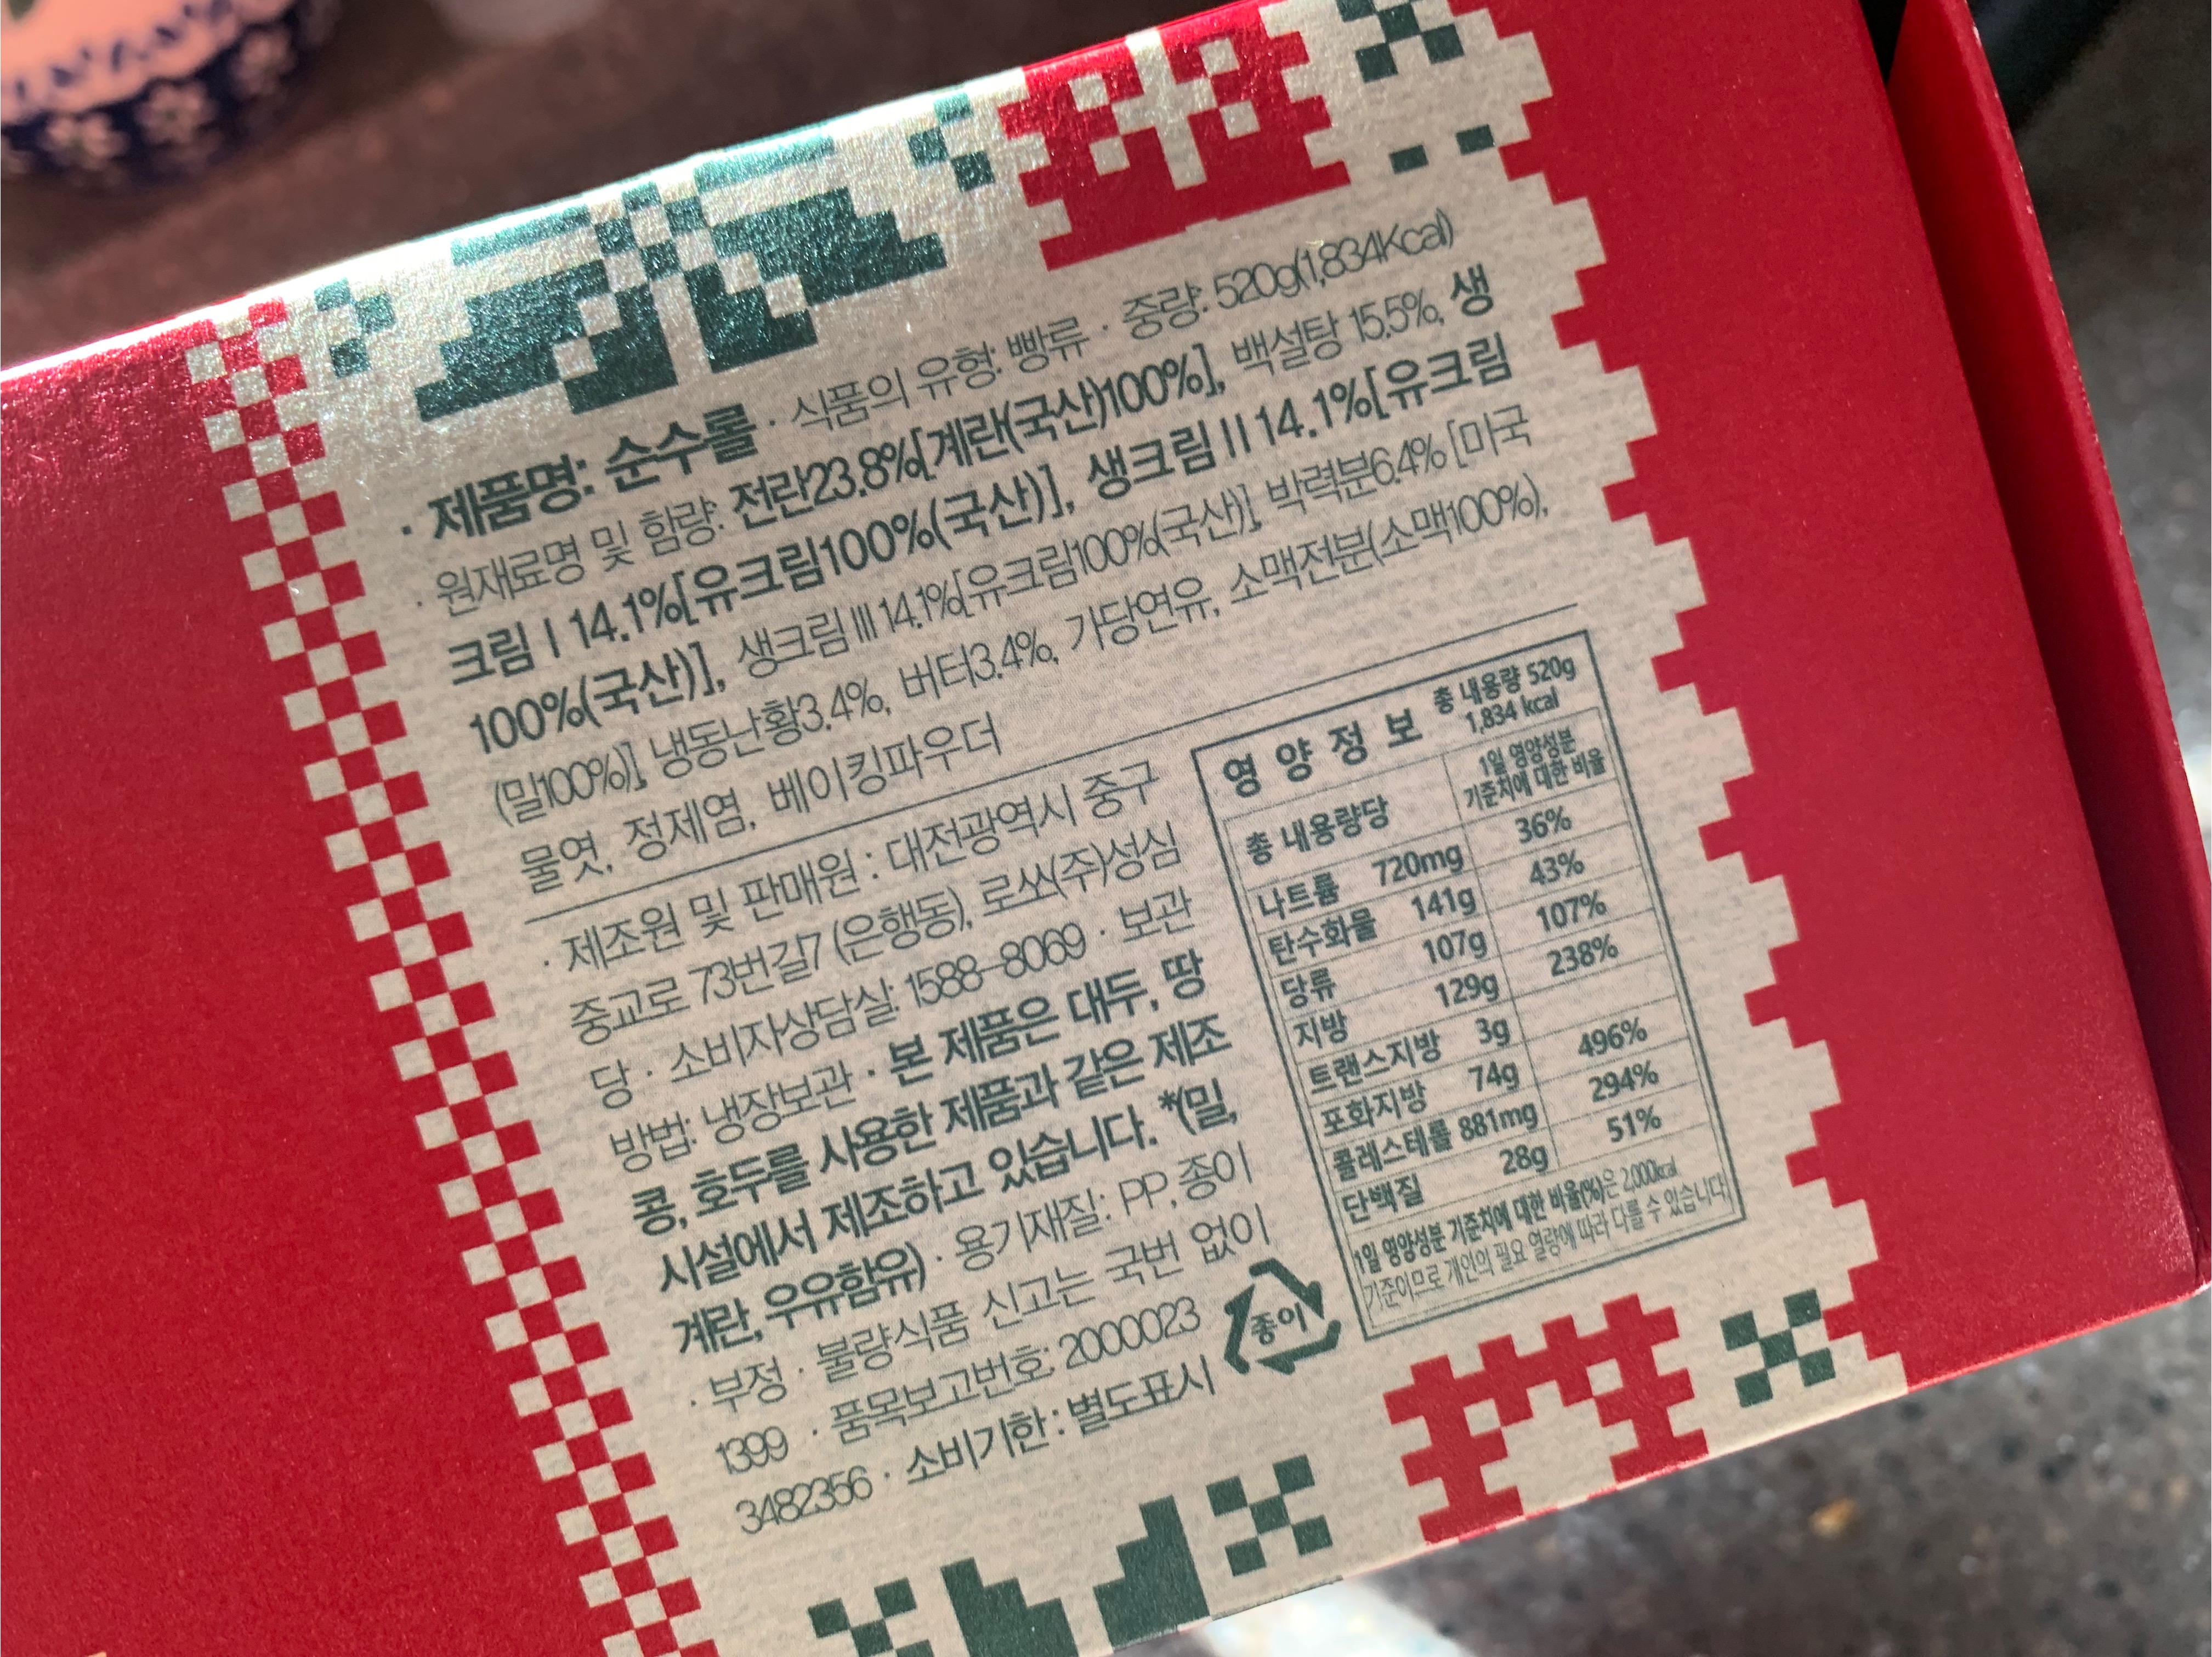 · 제품명: 순수롤 · 식품의 유형: 빵류 · 중량: 520g(1,834Kcal)
· 원재료명 및 함량: 전란23.8%[계란(국산)100%], 백설탕 15.5%, 생
크림 I 14.1%[유크림100%(국산)], 생크림 II 14.1%[유크림
100%(국산)], 생크림 III 14.1%[유크림100%(국산)], 박력분6.4% [미국
(밀100%)], 냉동난황3.4%, 버터3.4%, 가당연유, 소맥전분(소맥100%),
물엿, 정제염, 베이킹파우더
· 제조원 및 판매원 : 대전광역시 중구
중교로 73번길7 (은행동), 로쏘(주)성심
당 · 소비자상담실: 1588-8069 · 보관
방법: 냉장보관 · 본 제품은 대두, 땅
콩, 호두를 사용한 제품과 같은 제조
시설에서 제조하고 있습니다. *(밀,
계란, 우유함유) · 용기재질: PP, 종이
· 부정 · 불량식품 신고는 국번 없이
1399 · 품목보고번호: 2000023
3482356 · 소비기한 : 별도표시
종이
영 양 정 보 총 내용량 520g
1,834 kcal
총 내용량당 1일 영양성분
기준치에 대한 비율
나트륨 720mg 36%
탄수화물 141g 43%
당류 107g 107%
지방 129g 238%
트랜스지방 3g
포화지방 74g 496%
콜레스테롤 881mg 294%
단백질 28g 51%
1일 영양성분 기준치에 대한 비율(%)은 2,000kcal
기준이므로 개인의 필요 열량에 따라 다를 수 있습니다